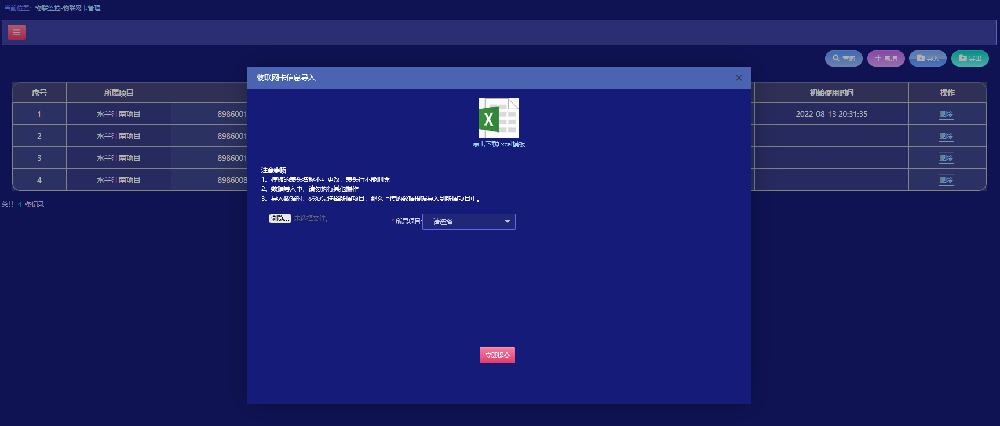 当前位置：物联监控-物联网卡管理
查询 新增 导入 导出
物联网卡信息导入
序号 所属项目 初始使用时间 操作
1 水墨江南项目 8986001 2022-08-13 20:31:35 删除
2 水墨江南项目 8986001 -- 删除
3 水墨江南项目 8986001 -- 删除
4 水墨江南项目 8986008 -- 删除
总共 4 条记录
X
点击下载Excel模板
注意事项
1、模板的表头名称不可更改，表头行不能删除
2、数据导入中，请勿执行其他操作
3、导入数据时，必须先选择所属项目，那么上传的数据根据导入到所属项目中。
浏览... 未选择文件。 *所属项目: --请选择--
立即提交